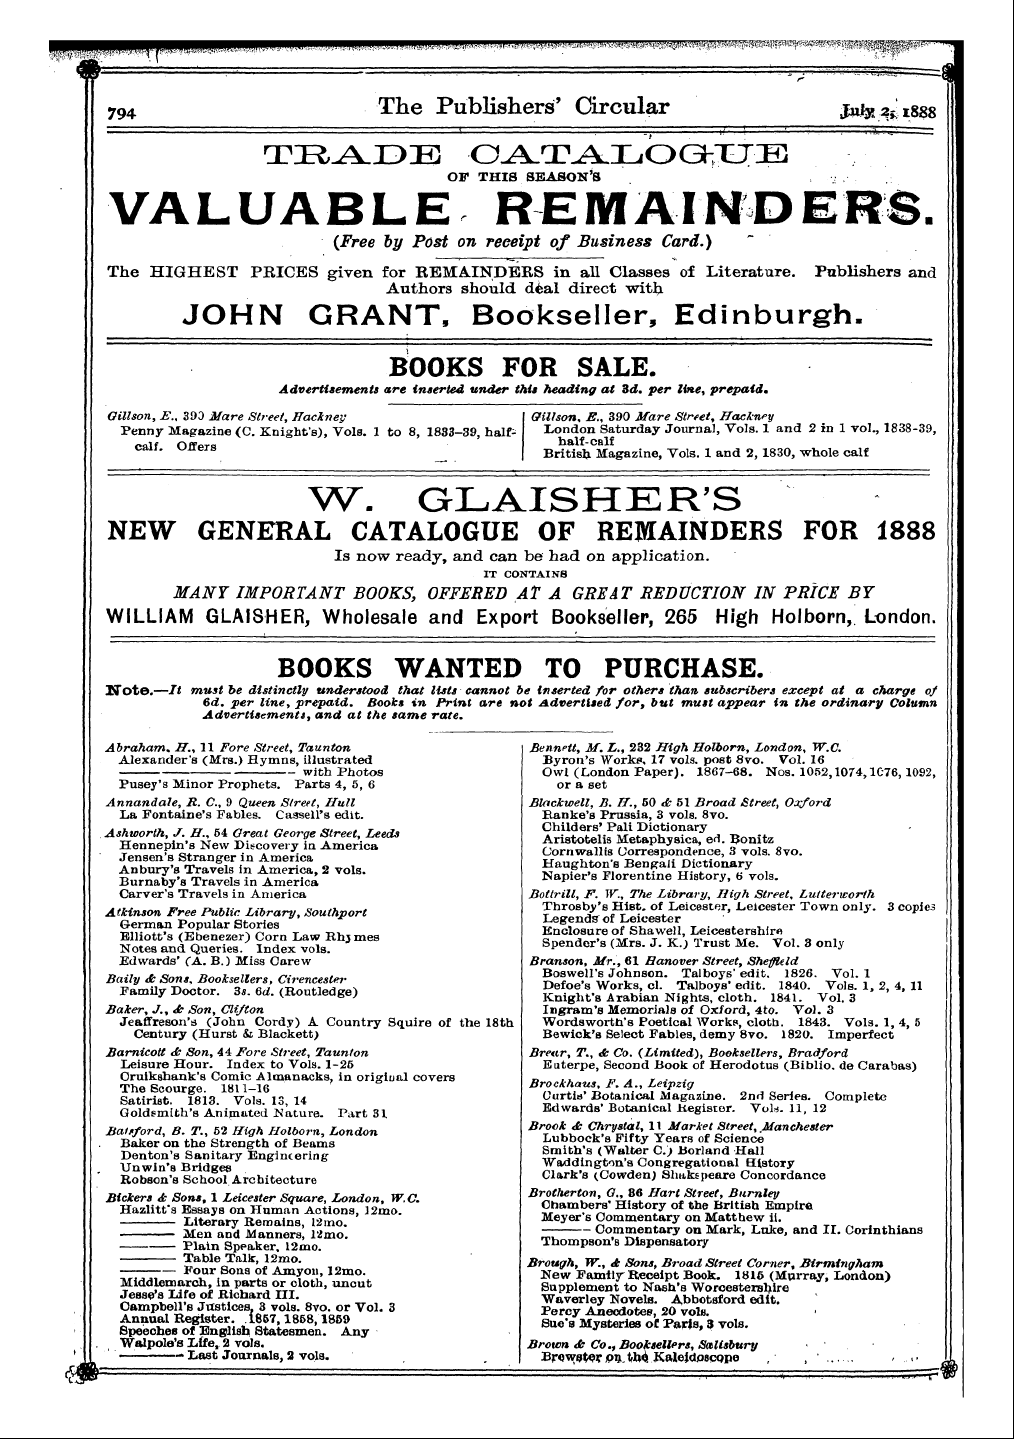 794
The Publishers' Circular
July 2, 1888
TRADE CATALOGUE
OF THIS SEASON'S
VALUABLE REMAINDERS.
(Free by Post on receipt of Business Card.)
The HIGHEST PRICES given for REMAINDERS in all Classes of Literature. Publishers and
Authors should deal direct with
JOHN GRANT, Bookseller, Edinburgh.
BOOKS FOR SALE.
Advertisements are inserted under this heading at 3d. per line, prepaid.
Gillson, E., 390 Mare Street, Hackney
Penny Magazine (C. Knight's), Vols. 1 to 8, 1833-39, half-
calf. Offers
Gillson, E., 390 Mare Street, Hackney
London Saturday Journal, Vols. 1 and 2 in 1 vol., 1838-39,
half-calf
British Magazine, Vols. 1 and 2, 1830, whole calf
W. GLAISHER'S
NEW GENERAL CATALOGUE OF REMAINDERS FOR 1888
Is now ready, and can be had on application.
IT CONTAINS
MANY IMPORTANT BOOKS, OFFERED AT A GREAT REDUCTION IN PRICE BY
WILLIAM GLAISHER, Wholesale and Export Bookseller, 265 High Holborn, London.
BOOKS WANTED TO PURCHASE.
Note.—It must be distinctly understood that lists cannot be inserted for others than subscribers except at a charge of
6d. per line, prepaid. Books in Print are not Advertised for, but must appear in the ordinary Column
Advertisements, and at the same rate.
Abraham, H., 11 Fore Street, Taunton
Alexander's (Mrs.) Hymns, illustrated
——— ——— with Photos
Pusey's Minor Prophets. Parts 4, 5, 6
Annandale, R. C., 9 Queen Street, Hull
La Fontaine's Fables. Cassell's edit.
Ashworth, J. H., 54 Great George Street, Leeds
Hennepin's New Discovery in America
Jensen's Stranger in America
Anbury's Travels in America, 2 vols.
Burnaby's Travels in America
Carver's Travels in America
Atkinson Free Public Library, Southport
German Popular Stories
Elliott's (Ebenezer) Corn Law Rhymes
Notes and Queries. Index vols.
Edwards' (A. B.) Miss Carew
Baily & Sons, Booksellers, Cirencester
Family Doctor. 3s. 6d. (Routledge)
Baker, J., & Son, Clifton
Jeaffreson's (John Cordy) A Country Squire of the 18th
Century (Hurst & Blackett)
Barnicott & Son, 44 Fore Street, Taunton
Leisure Hour. Index to Vols. 1-25
Cruikshank's Comic Almanacks, in original covers
The Scourge. 1811-16
Satirist. 1813. Vols. 13, 14
Goldsmith's Animated Nature. Part 31
Batsford, B. T., 52 High Holborn, London
Baker on the Strength of Beams
Denton's Sanitary Engineering
Unwin's Bridges
Robson's School Architecture
Bickers & Sons, 1 Leicester Square, London, W.C.
Hazlitt's Essays on Human Actions, 12mo.
——— Literary Remains, 12mo.
——— Men and Manners, 12mo.
——— Plain Speaker, 12mo.
——— Table Talk, 12mo.
——— Four Sons of Amyon, 12mo.
Middlemarch, in parts or cloth, uncut
Jesse's Life of Richard III.
Campbell's Justices, 3 vols. 8vo. or Vol. 3
Annual Register. 1857, 1858, 1859
Speeches of English Statesmen. Any
Walpole's Life, 2 vols.
——— Last Journals, 2 vols.
Bennett, M. L., 232 High Holborn, London, W.C.
Byron's Works, 17 vols. post 8vo. Vol. 16
Owl (London Paper). 1867-68. Nos. 1052, 1074, 1076, 1092,
or a set
Blackwell, B. H., 50 & 51 Broad Street, Oxford
Ranke's Prussia, 3 vols. 8vo.
Childers' Pali Dictionary
Aristotelis Metaphysica, ed. Bonitz
Cornwallis Correspondence, 3 vols. 8vo.
Haughton's Bengali Dictionary
Napier's Florentine History, 6 vols.
Bottrill, F. W., The Library, High Street, Lutterworth
Throsby's Hist. of Leicester, Leicester Town only. 3 copies
Legends of Leicester
Enclosure of Shawell, Leicestershire
Spender's (Mrs. J. K.) Trust Me. Vol. 3 only
Branson, Mr., 61 Hanover Street, Sheffield
Boswell's Johnson. Talboys' edit. 1826. Vol. 1
Defoe's Works, cl. Talboys' edit. 1840. Vols. 1, 2, 4, 11
Knight's Arabian Nights, cloth. 1841. Vol. 3
Ingram's Memorials of Oxford, 4to. Vol. 3
Wordsworth's Poetical Works, cloth. 1843. Vols. 1, 4, 5
Bewick's Select Fables, demy 8vo. 1820. Imperfect
Brear, T., & Co. (Limited), Booksellers, Bradford
Euterpe, Second Book of Herodotus (Biblio. de Carabas)
Brockhaus, F. A., Leipzig
Curtis' Botanical Magazine. 2nd Series. Complete
Edwards' Botanical Register. Vols. 11, 12
Brook & Chrystal, 11 Market Street, Manchester
Lubbock's Fifty Years of Science
Smith's (Walter C.) Borland Hall
Waddington's Congregational History
Clark's (Cowden) Shakspeare Concordance
Brotherton, G., 36 Hart Street, Burnley
Chambers' History of the British Empire
Meyer's Commentary on Matthew ii.
——— Commentary on Mark, Luke, and II. Corinthians
Thompson's Dispensatory
Brough, W., & Sons, Broad Street Corner, Birmingham
New Family Receipt Book. 1815 (Murray, London)
Supplement to Nash's Worcestershire
Waverley Novels. Abbotsford edit.
Percy Anecdotes, 20 vols.
Sue's Mysteries of Paris, 3 vols.
Brown & Co., Booksellers, Salisbury
Brewster on the Kaleidoscope